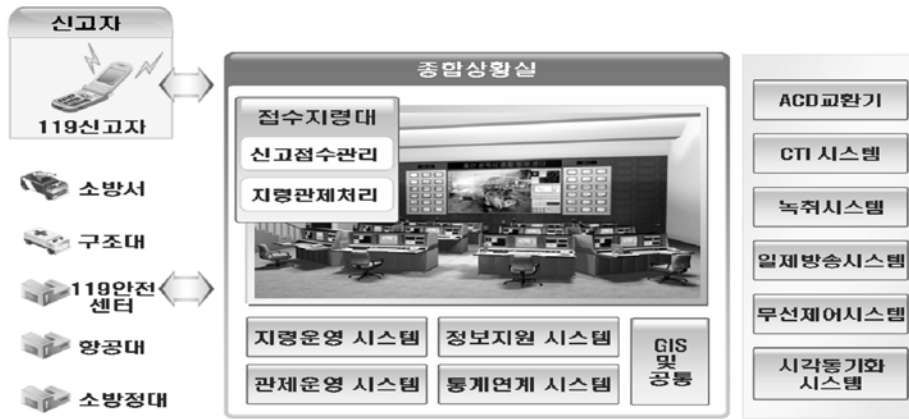 신고자
119신고자
소방서
구조대
119안전
센터
항공대
소방정대
종합상황실
접수지령대
신고접수관리
지령관제처리
지령운영 시스템
정보지원 시스템
관제운영 시스템
통계연계 시스템
GIS
및
공통
ACD교환기
CTI 시스템
녹취시스템
일제방송시스템
무선제어시스템
시각동기화
시스템